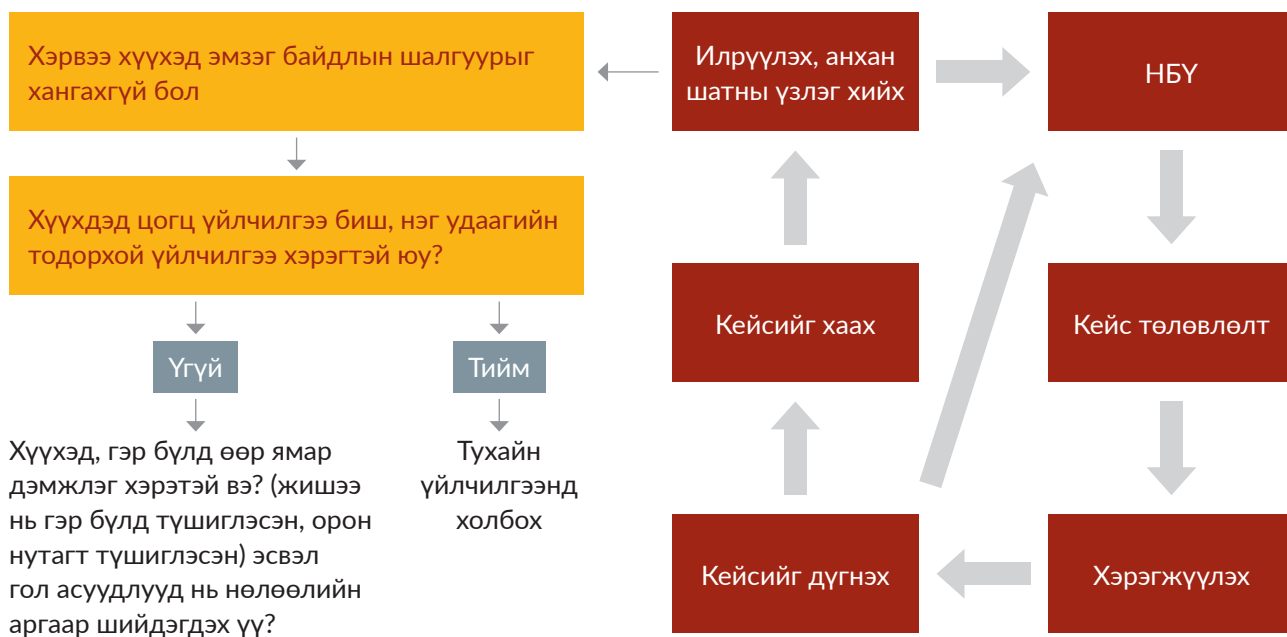 Хэрвээ хүүхэд эмзэг байдлын шалгуурыг
хангахгүй бол
Хүүхдэд цогц үйлчилгээ биш, нэг удаагийн
тодорхой үйлчилгээ хэрэгтэй юу?
Үгүй
Тийм
Хүүхэд, гэр бүлд өөр ямар
дэмжлэг хэрэтэй вэ? (жишээ
нь гэр бүлд түшиглэсэн, орон
нутагт түшиглэсэн) эсвэл
гол асуудлууд нь нөлөөлийн
аргаар шийдэгдэх үү?
Тухайн
үйлчилгээнд
холбох
Илрүүлэх, анхан
шатны үзлэг хийх
НБҮ
Кейсийг хаах
Кейс төлөвлөлт
Кейсийг дүгнэх
Хэрэгжүүлэх